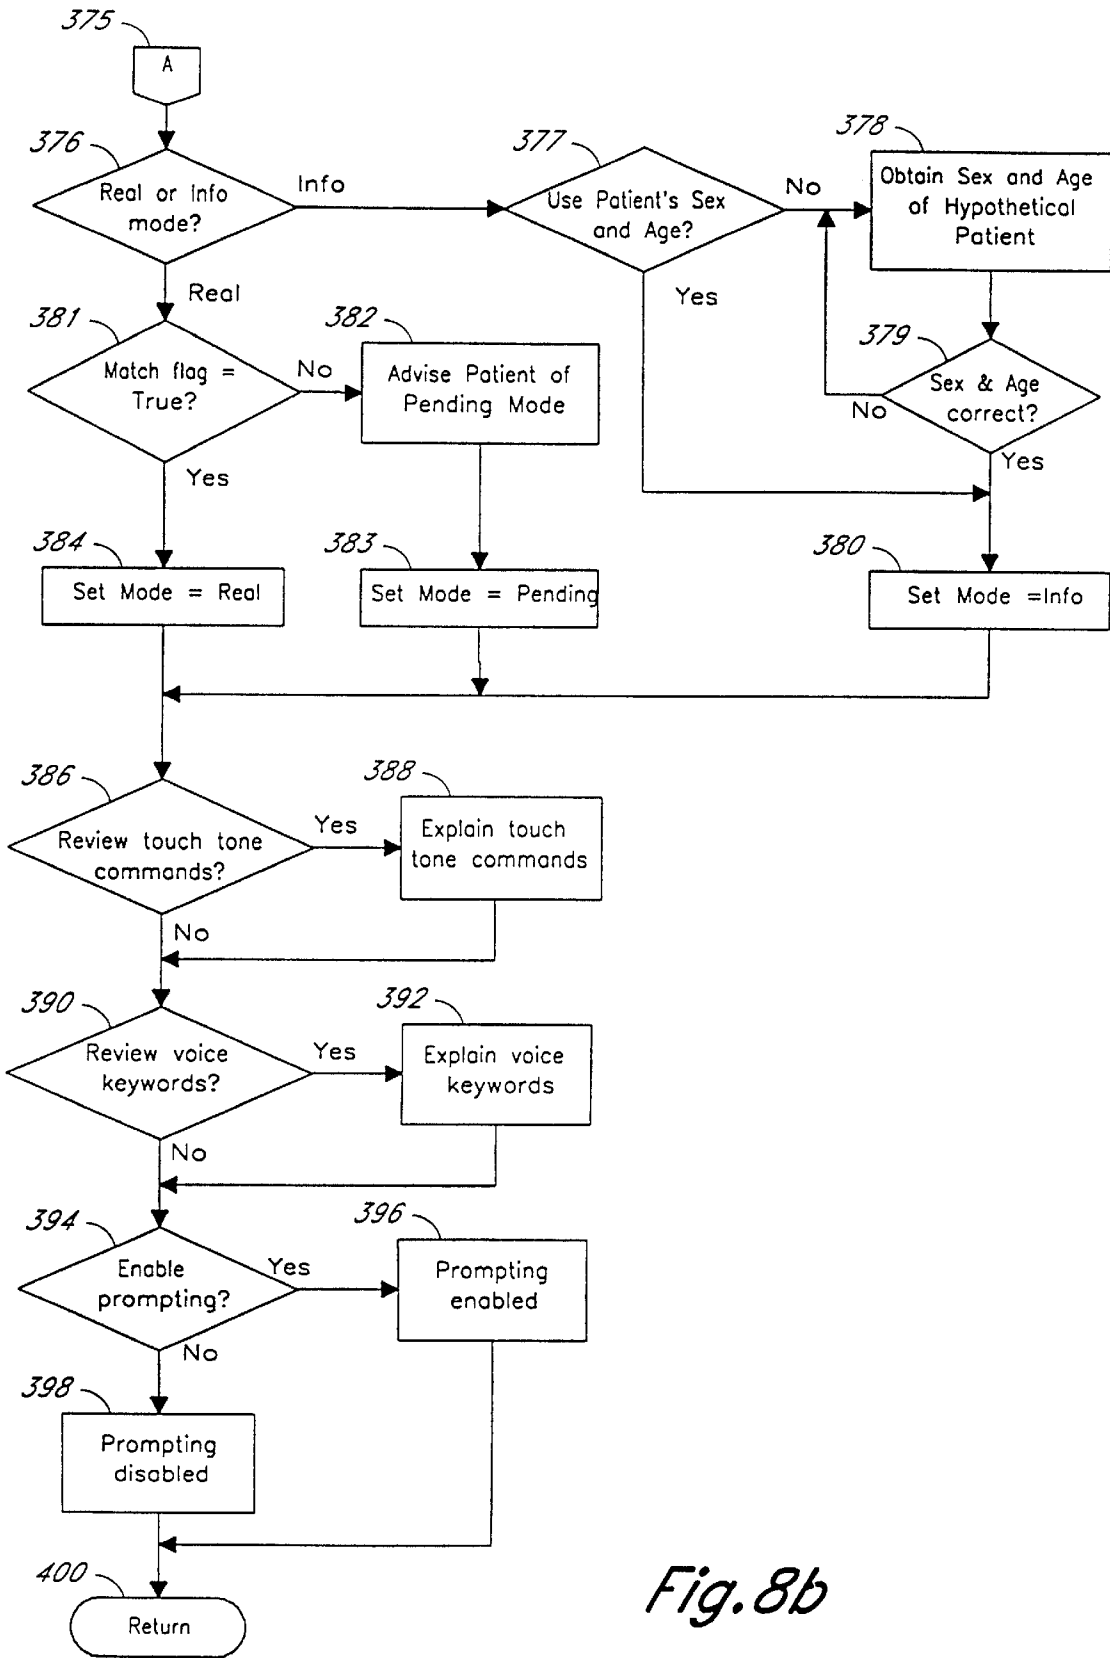 375
A
376
Real or Info
mode?
Info
377
Use Patient's Sex
and Age?
No
378
Obtain Sex and Age
of Hypothetical
Patient
Real
Yes
381
Match flag =
True?
No
382
Advise Patient of
Pending Mode
379
Sex & Age
correct?
No
Yes
Yes
384
Set Mode = Real
383
Set Mode = Pending
380
Set Mode =Info
386
Review touch tone
commands?
Yes
388
Explain touch
tone commands
No
390
Review voice
keywords?
Yes
392
Explain voice
keywords
No
394
Enable
prompting?
Yes
396
Prompting
enabled
No
398
Prompting
disabled
400
Return
Fig.8b